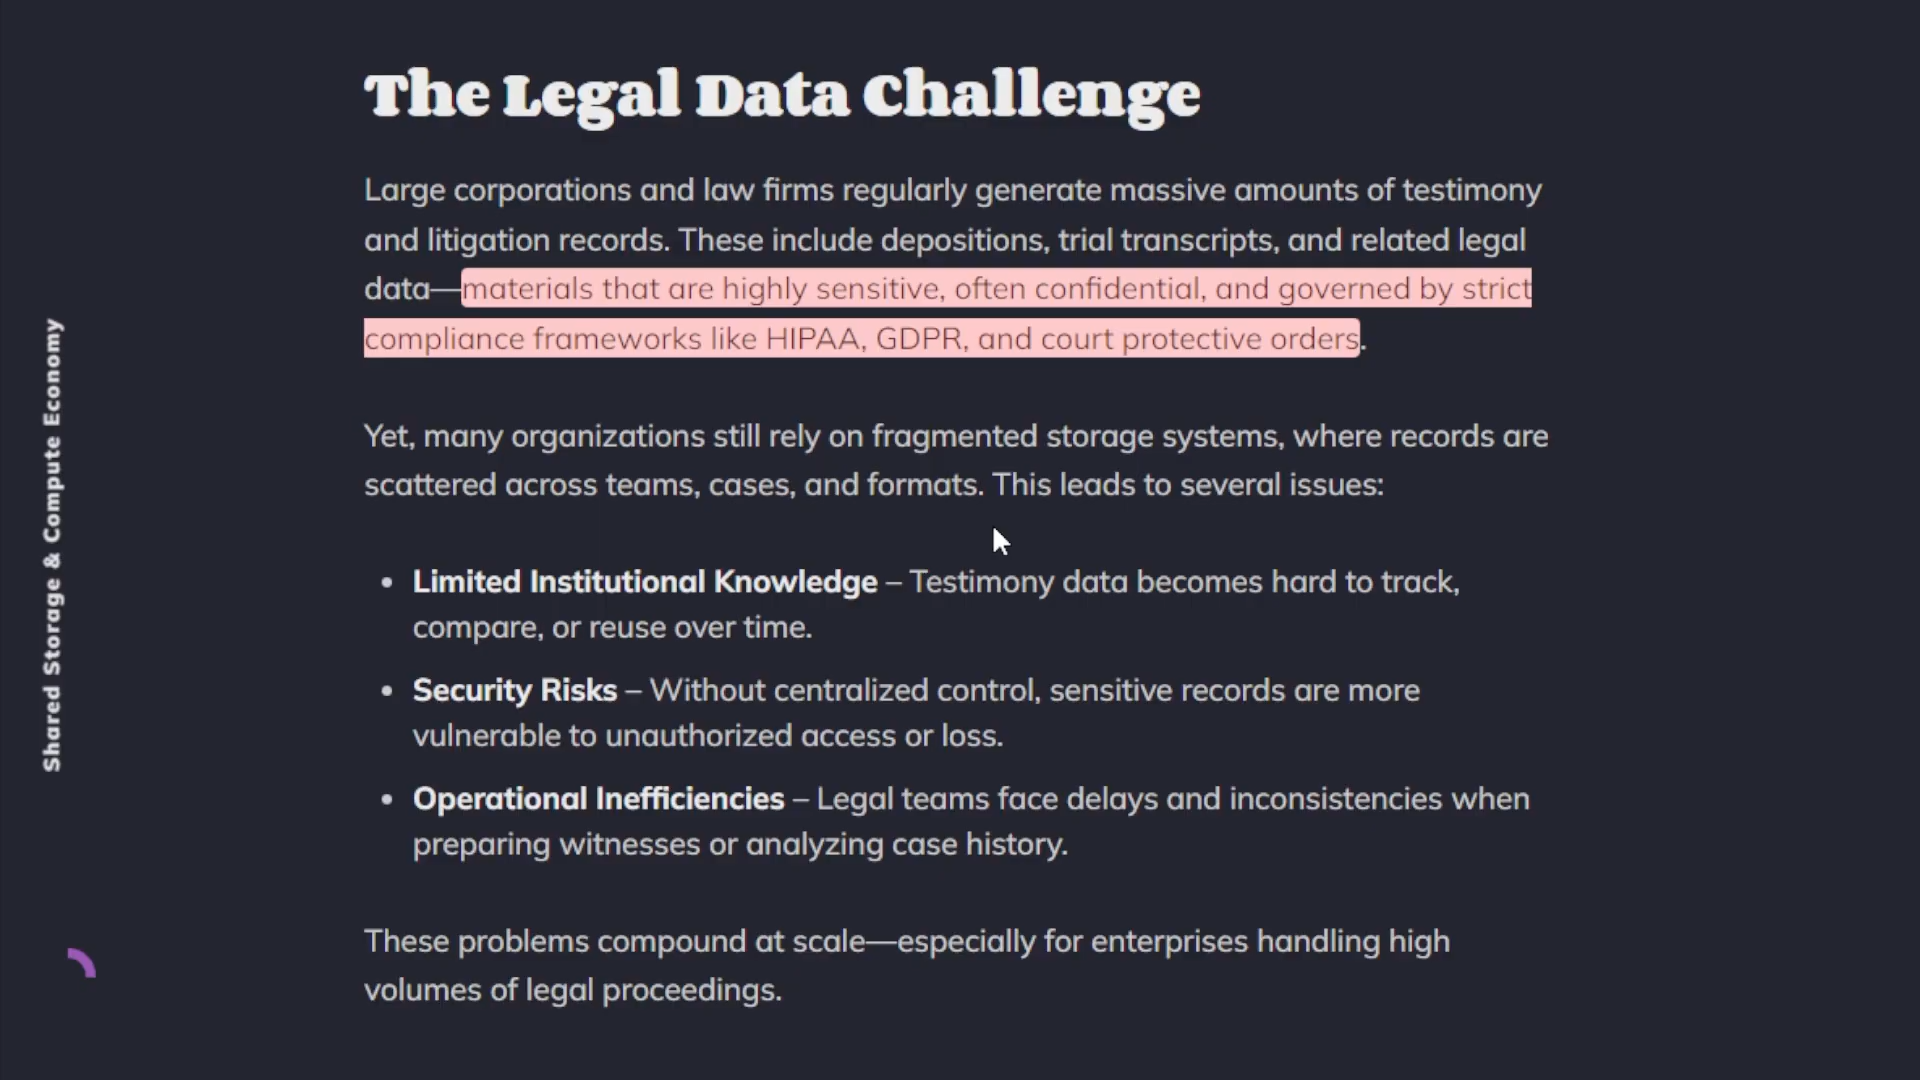 The Legal Data Challenge
Large corporations and law firms regularly generate massive amounts of testimony
and litigation records. These include depositions, trial transcripts, and related legal
data—materials that are highly sensitive, often confidential, and governed by strict
compliance frameworks like HIPAA, GDPR, and court protective orders.
Yet, many organizations still rely on fragmented storage systems, where records are
scattered across teams, cases, and formats. This leads to several issues:
• Limited Institutional Knowledge – Testimony data becomes hard to track,
compare, or reuse over time.
• Security Risks – Without centralized control, sensitive records are more
vulnerable to unauthorized access or loss.
• Operational Inefficiencies – Legal teams face delays and inconsistencies when
preparing witnesses or analyzing case history.
These problems compound at scale—especially for enterprises handling high
volumes of legal proceedings.
Shared Storage & Compute Economy